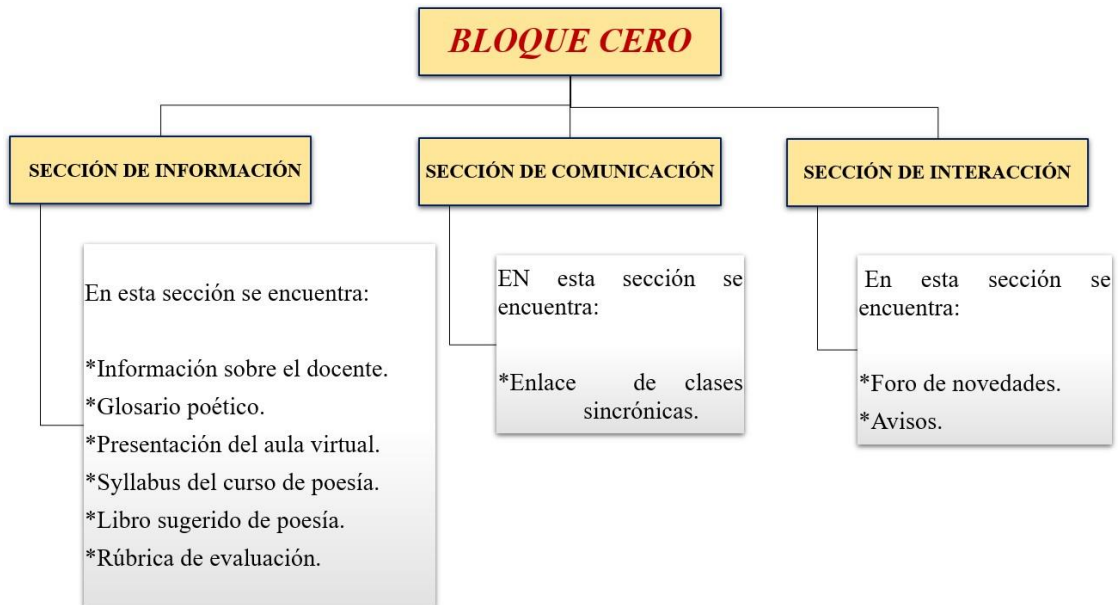 BLOQUE CERO
SECCIÓN DE INFORMACIÓN
En esta sección se encuentra:
*Información sobre el docente.
*Glosario poético.
*Presentación del aula virtual.
*Syllabus del curso de poesía.
*Libro sugerido de poesía.
*Rúbrica de evaluación.
SECCIÓN DE COMUNICACIÓN
EN esta sección se
encuentra:
*Enlace de clases
sincrónicas.
SECCIÓN DE INTERACCIÓN
En esta sección se
encuentra:
*Foro de novedades.
*Avisos.